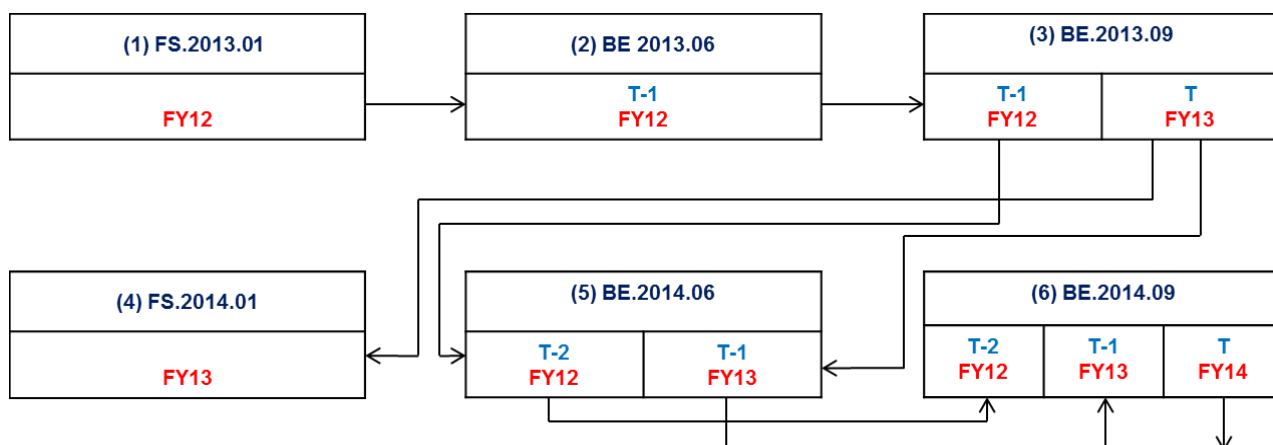 (1) FS.2013.01
FY12
(2) BE 2013.06
T-1
FY12
(3) BE.2013.09
T-1
FY12
T
FY13
(4) FS.2014.01
FY13
(5) BE.2014.06
T-2
FY12
T-1
FY13
(6) BE.2014.09
T-2
FY12
T-1
FY13
T
FY14